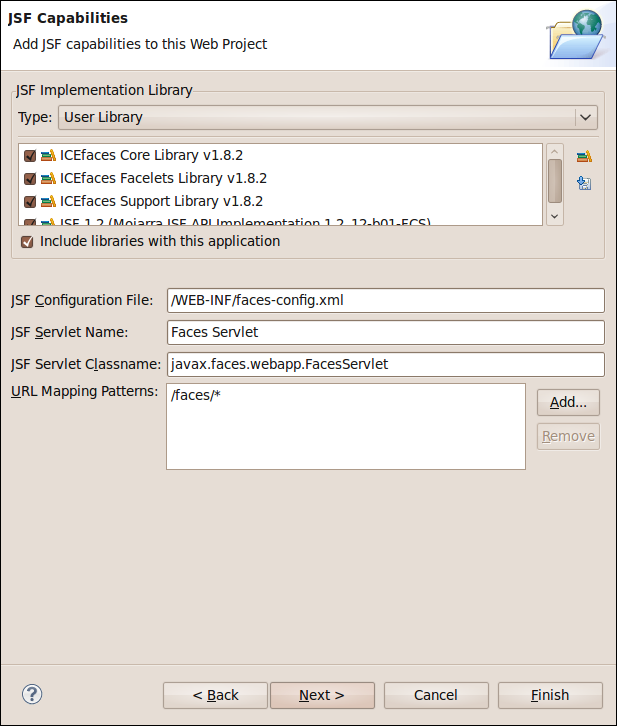 JSF Capabilities
Add JSF capabilities to this Web Project
JSF Implementation Library
Type: User Library
ICEfaces Core Library v1.8.2
ICEfaces Facelets Library v1.8.2
ICEfaces Support Library v1.8.2
JSF 1.2 (Mojarra JSF API Implementation 1.2_12-b01-FCS)
Include libraries with this application
JSF Configuration File: /WEB-INF/faces-config.xml
JSF Servlet Name: Faces Servlet
JSF Servlet Classname: javax.faces.webapp.FacesServlet
URL Mapping Patterns: /faces/*
Add...
Remove
? < Back Next > Cancel Finish